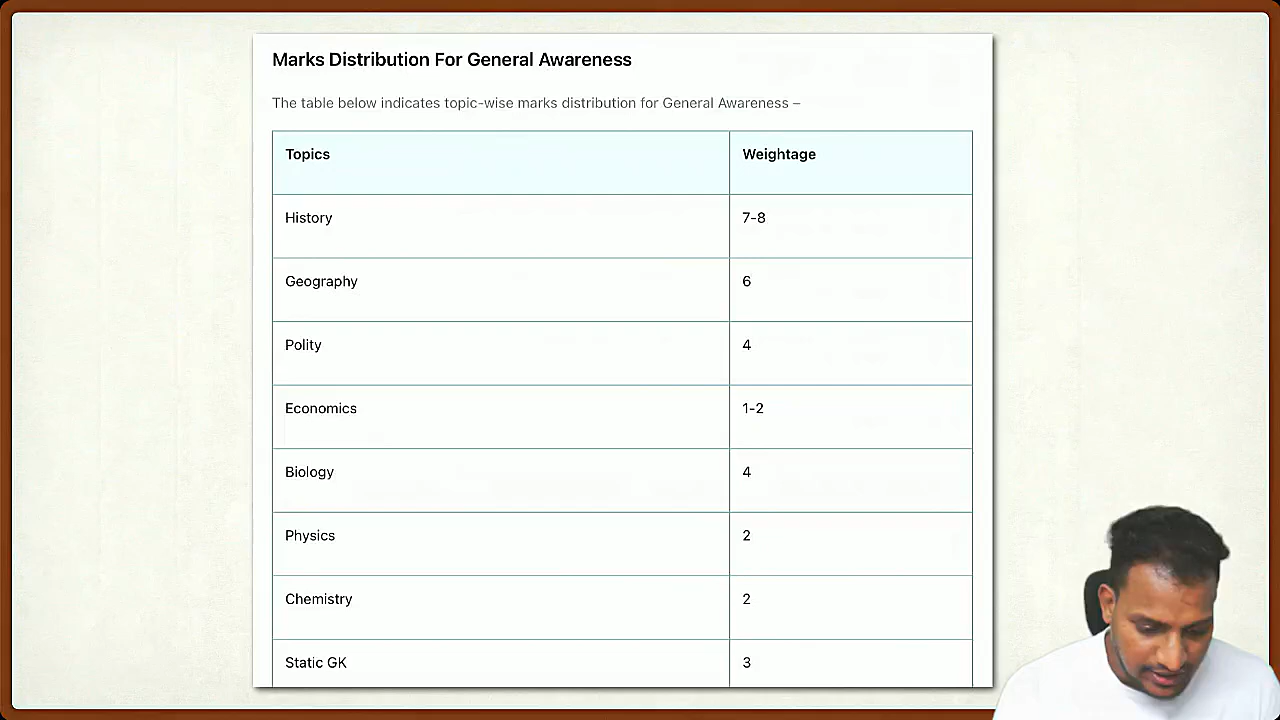 Marks Distribution For General Awareness
The table below indicates topic-wise marks distribution for General Awareness –
Topics Weightage
History 7-8
Geography 6
Polity 4
Economics 1-2
Biology 4
Physics 2
Chemistry 2
Static GK 3